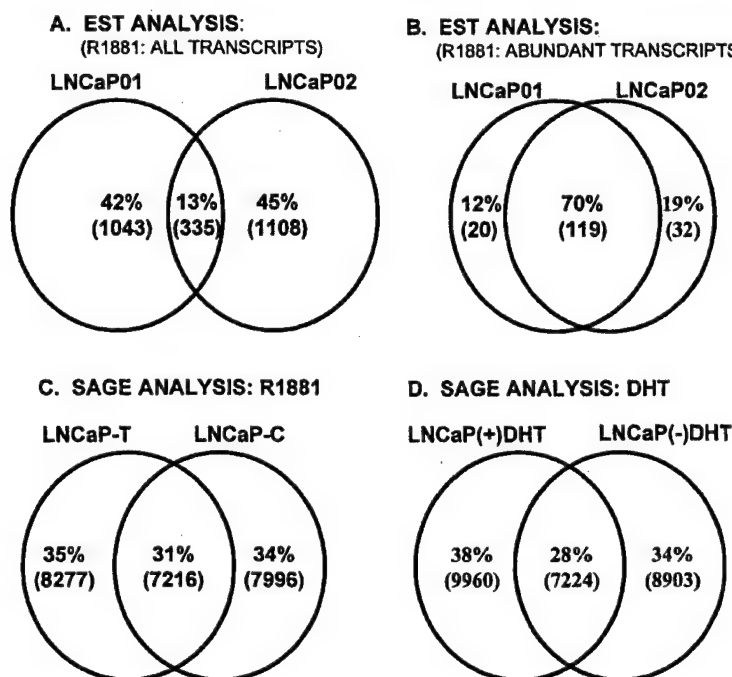 A. EST ANALYSIS:
(R1881: ALL TRANSCRIPTS)
LNCaP01 LNCaP02
42% 13% 45%
(1043) (335) (1108)
B. EST ANALYSIS:
(R1881: ABUNDANT TRANSCRIPTS
LNCaP01 LNCaP02
12% 70% 19%
(20) (119) (32)
C. SAGE ANALYSIS: R1881
LNCaP-T LNCaP-C
35% 31% 34%
(8277) (7216) (7996)
D. SAGE ANALYSIS: DHT
LNCaP(+)DHT LNCaP(-)DHT
38% 28% 34%
(9960) (7224) (8903)